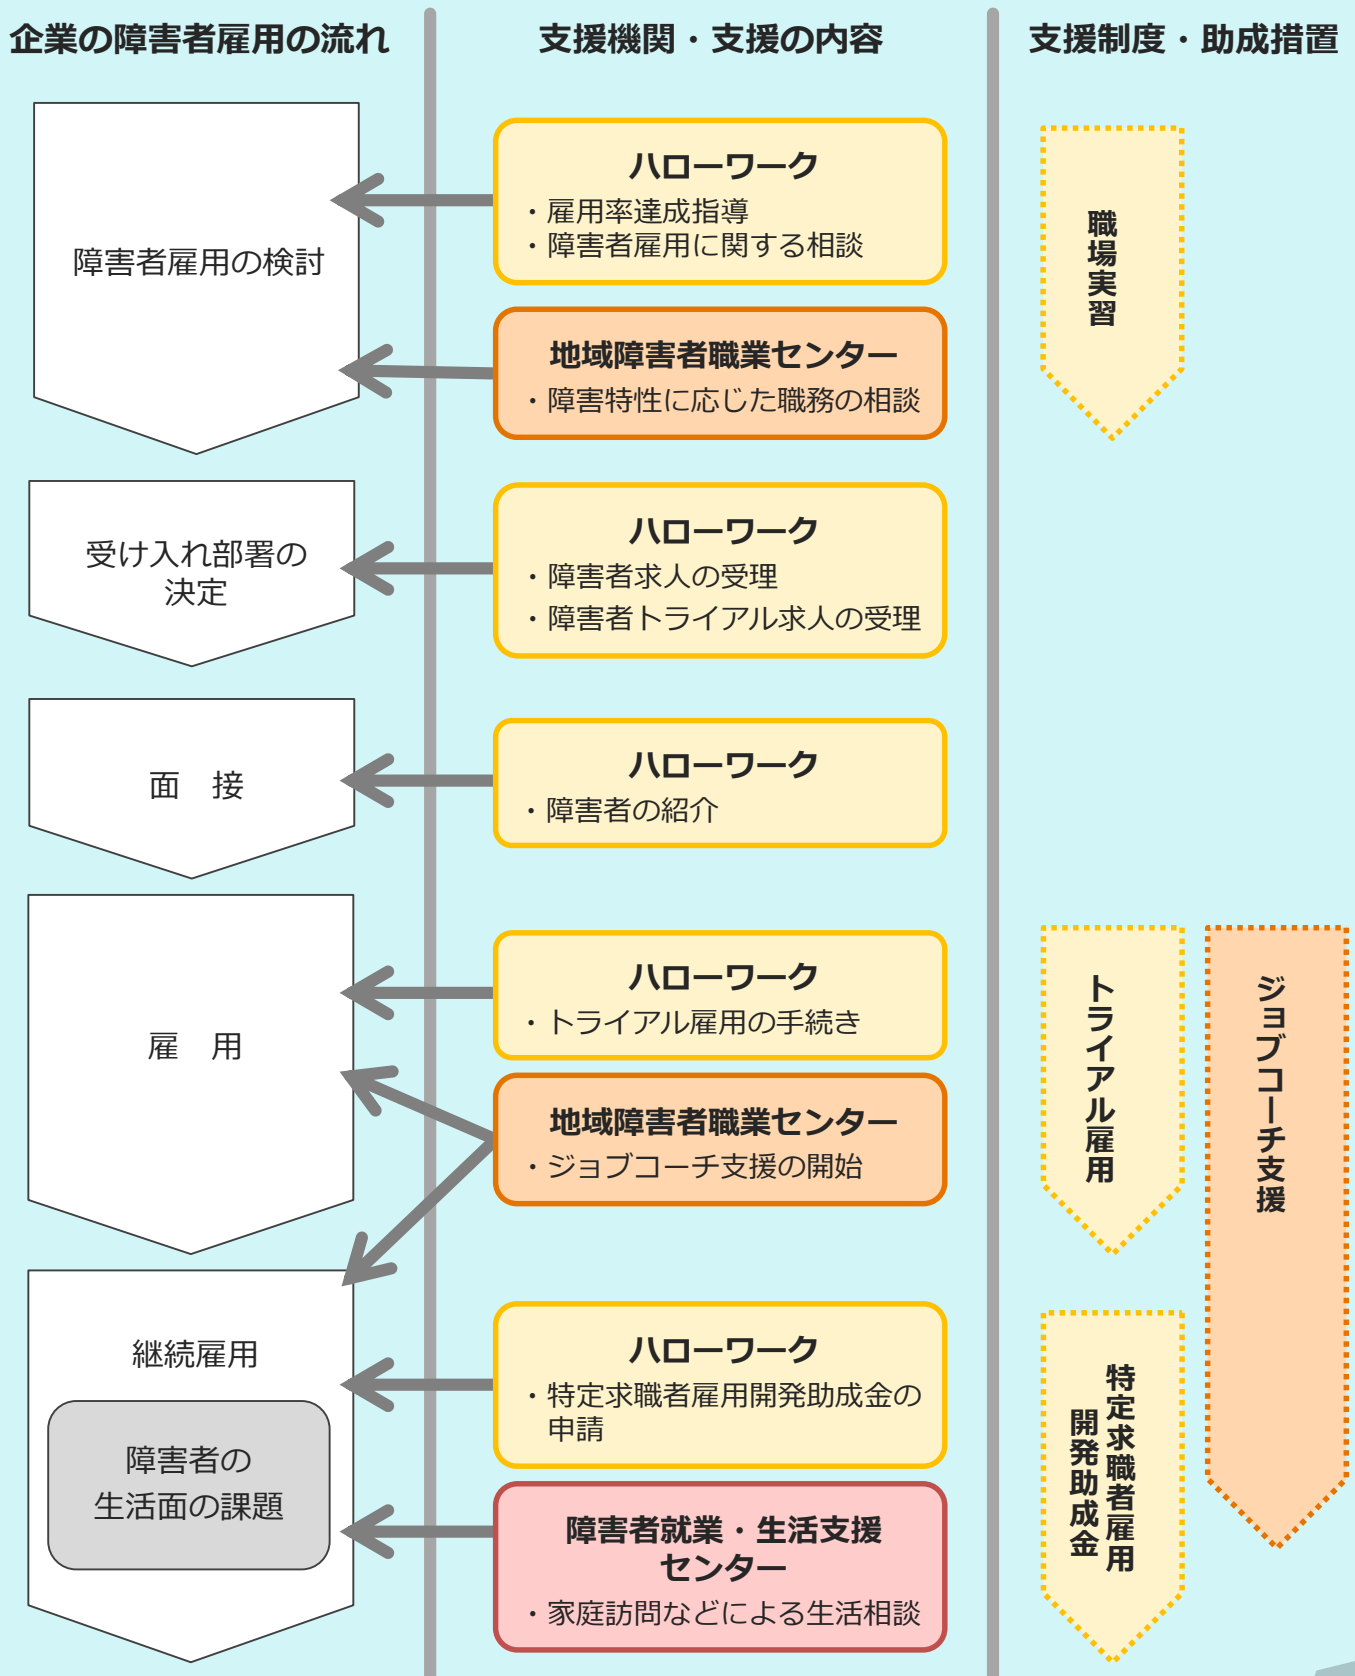 企業の障害者雇用の流れ
支援機関・支援の内容
支援制度・助成措置
障害者雇用の検討
ハローワーク
・雇用率達成指導
・障害者雇用に関する相談
地域障害者職業センター
・障害特性に応じた職務の相談
職場実習
受け入れ部署の
決定
ハローワーク
・障害者求人の受理
・障害者トライアル求人の受理
面　接
ハローワーク
・障害者の紹介
雇　用
ハローワーク
・トライアル雇用の手続き
地域障害者職業センター
・ジョブコーチ支援の開始
トライアル雇用
ジョブコーチ支援
継続雇用
障害者の
生活面の課題
ハローワーク
・特定求職者雇用開発助成金の
申請
障害者就業・生活支援
センター
・家庭訪問などによる生活相談
特定求職者雇用
開発助成金